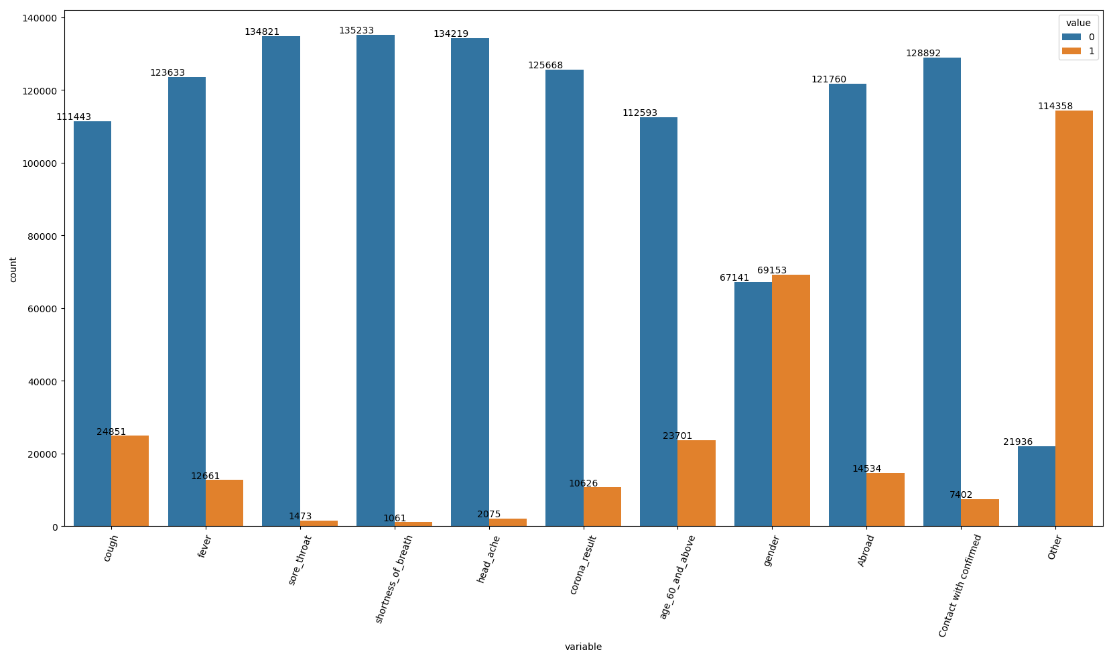 value
0
1
140000
120000
100000
80000
60000
40000
20000
0
count
111443
24851
123633
12661
134821
1473
135233
1061
134219
2075
125668
10626
112593
23701
67141
69153
121760
14534
128892
7402
21936
114358
cough
fever
sore_throat
shortness_of_breath
head_ache
corona_result
age_60_and_above
gender
Abroad
Contact with confirmed
Other
variable